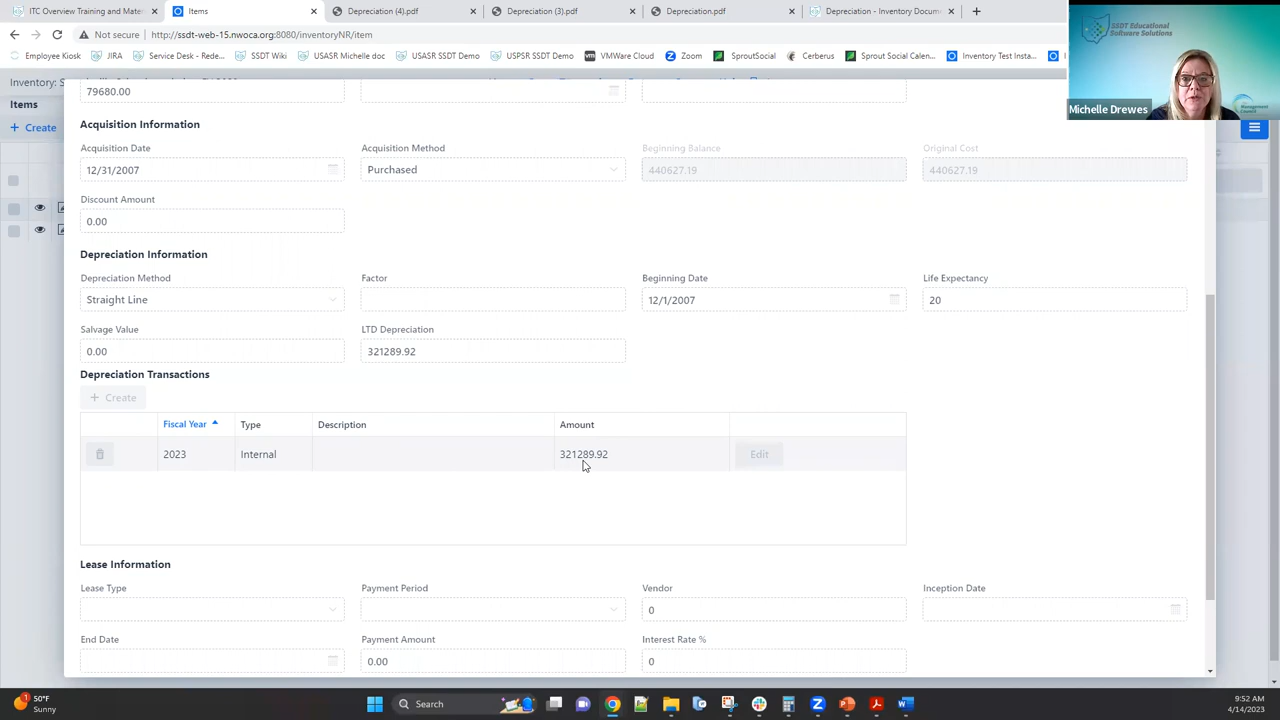 ITC Overview Training and Mater
Items
Depreciation (4).pdf
Depreciation (3).pdf
Depreciation.pdf
Depreciation - Inventory Docum
Not secure
http://ssdt-web-15.nwoca.org:8080/inventoryNR/item
Employee Kiosk
JIRA
Service Desk - Rede...
SSDT Wiki
USASR Michelle doc
USASR SSDT Demo
USPSR SSDT Demo
VMWare Cloud
Zoom
SproutSocial
Cerberus
Sprout Social Calen...
Inventory Test Insta...
SSDT Educational
Software Solutions
Management
Council
Michelle Drewes
Items
Create
79680.00
Acquisition Information
Acquisition Date
Acquisition Method
Beginning Balance
Original Cost
12/31/2007
Purchased
440627.19
440627.19
Discount Amount
0.00
Depreciation Information
Depreciation Method
Factor
Beginning Date
Life Expectancy
Straight Line
12/1/2007
20
Salvage Value
LTD Depreciation
0.00
321289.92
Depreciation Transactions
Create
Fiscal Year
Type
Description
Amount
2023
Internal
321289.92
Edit
Lease Information
Lease Type
Payment Period
Vendor
Inception Date
0
End Date
Payment Amount
Interest Rate %
0.00
0
50°F
Sunny
Search
9:52 AM
4/14/2023